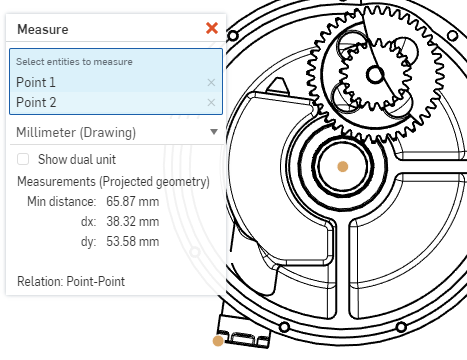 Measure
Select entities to measure
Point 1
Point 2
Millimeter (Drawing)
Show dual unit
Measurements (Projected geometry)
Min distance: 65.87 mm
dx: 38.32 mm
dy: 53.58 mm
Relation: Point-Point